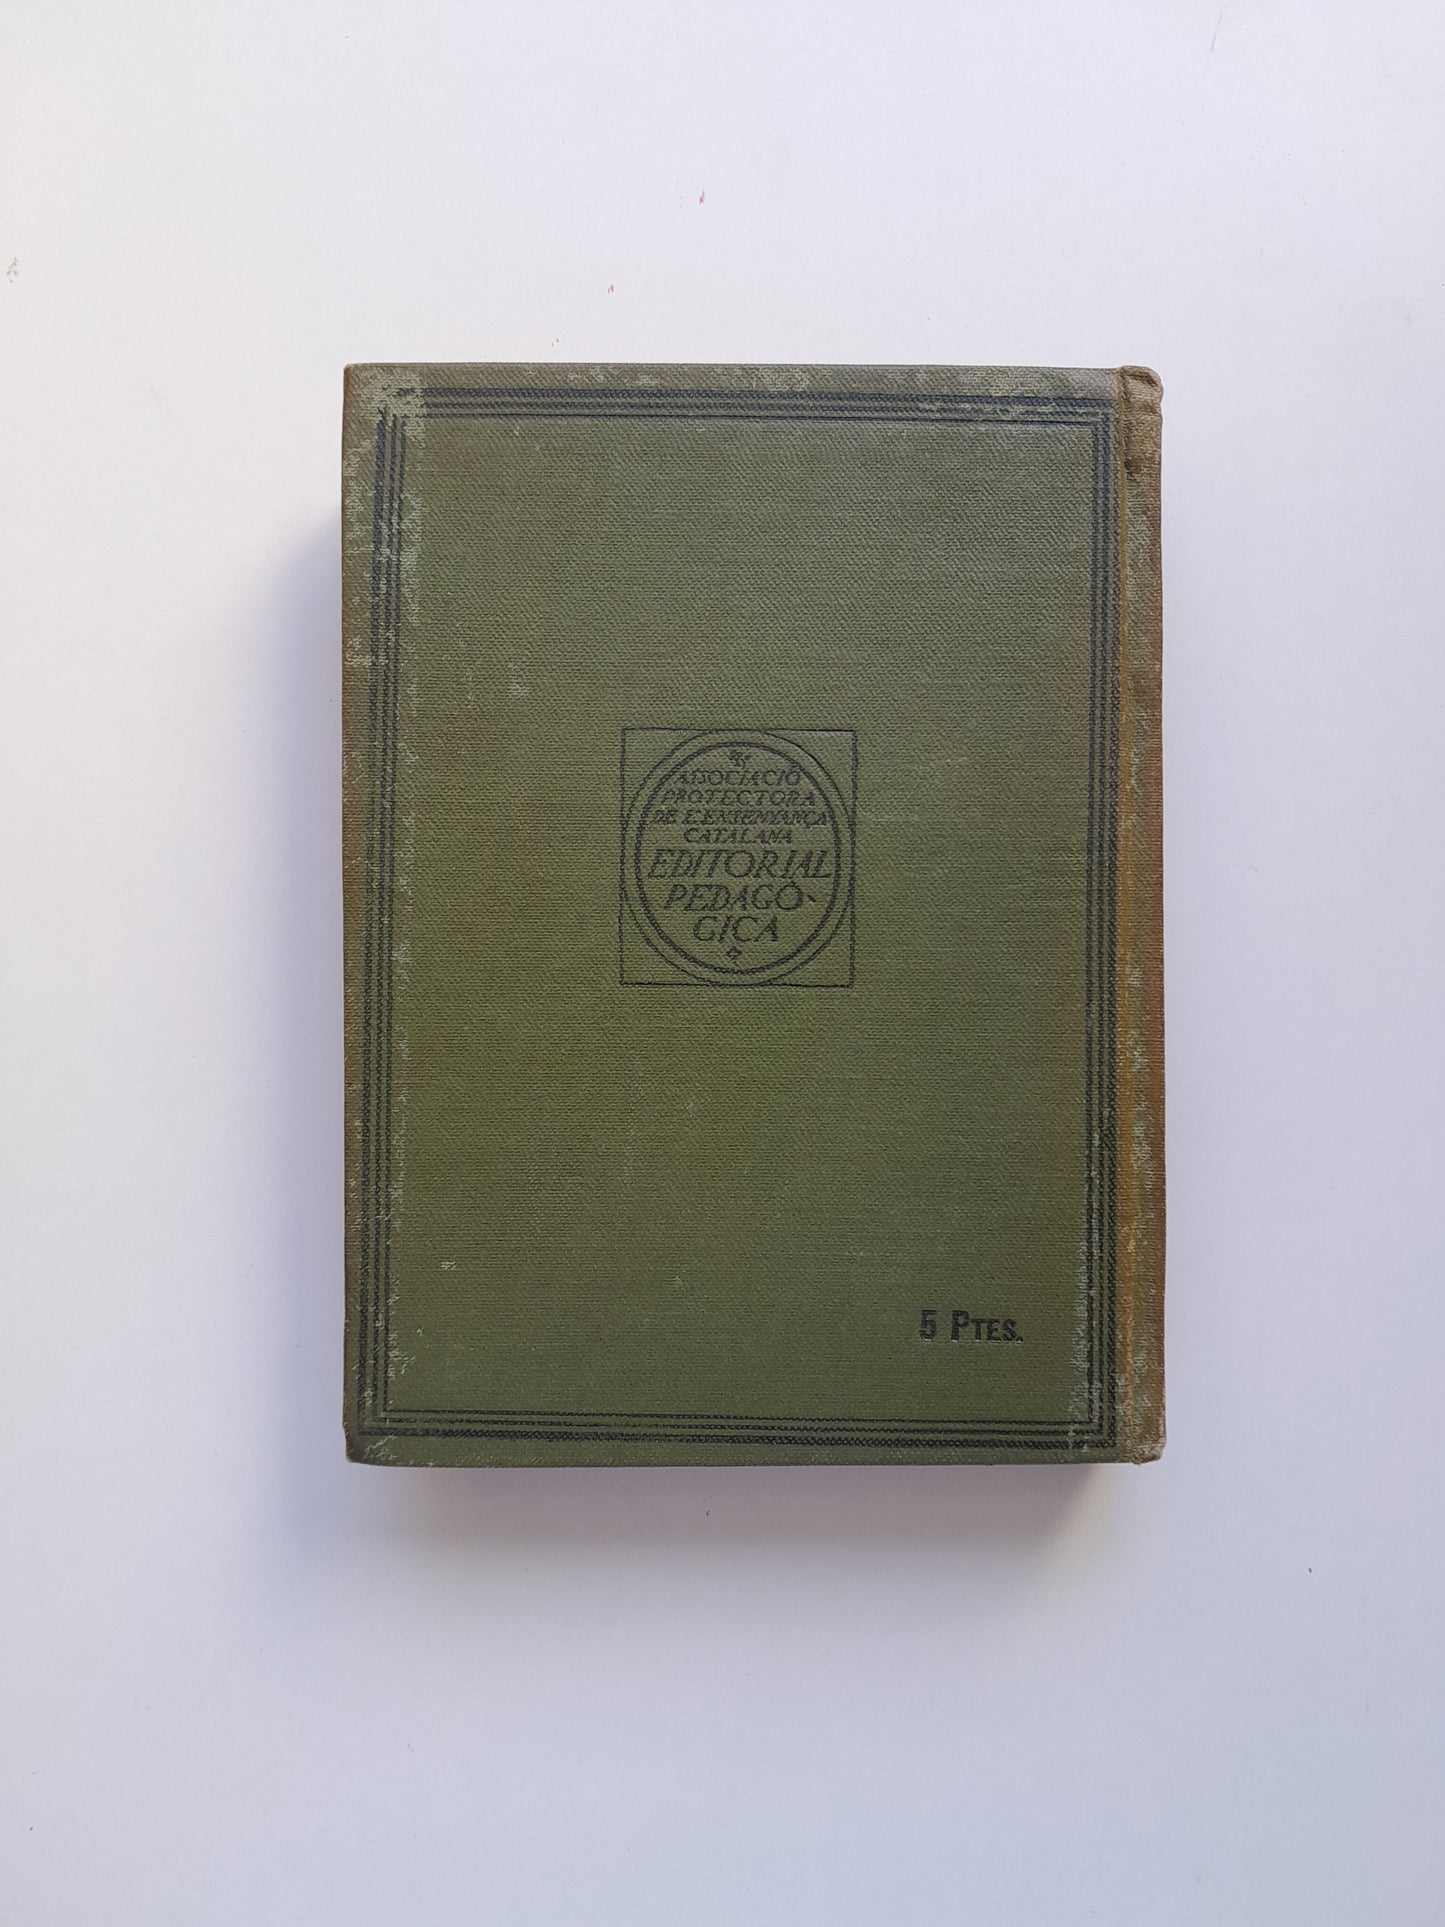 ASSOCIACIÓ
PROTECTORA
DE L'ENSENYANÇA
CATALANA
EDITORIAL
PEDAGÒ-
GICA
5 PTES.